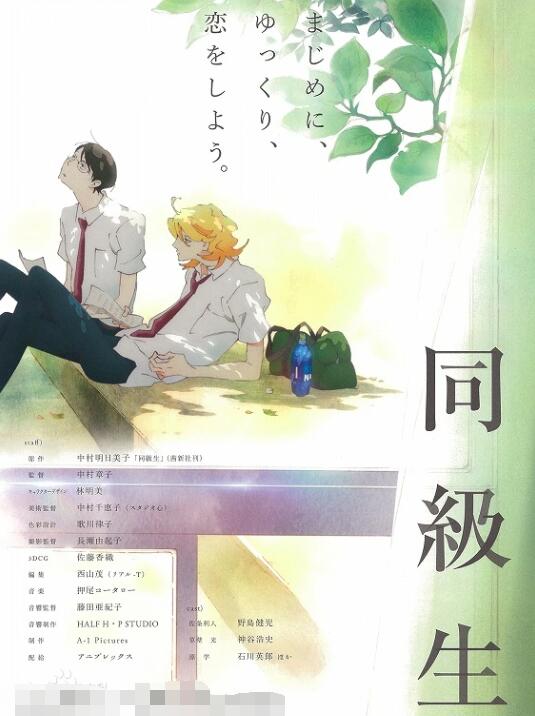 まじめに、
ゆっくり、
恋をしよう。
同級生
staff)
原作 中村明日美子「同級生」（茜新社刊）
監督 中村章子
キャラクターデザイン 林明美
美術監督 中村千恵子（スタジオ心）
色彩設計 歌川律子
撮影監督 長瀬由起子
3DCG 佐藤香織
編集 西山茂（リアル-T）
音楽 押尾コータロー
音響監督 藤田亜紀子
音響制作 HALF H・P STUDIO
制作 A-1 Pictures
配給 アニプレックス
cast)
佐条利人 野島健児
草壁光 神谷浩史
原学 石川英郎 ほか